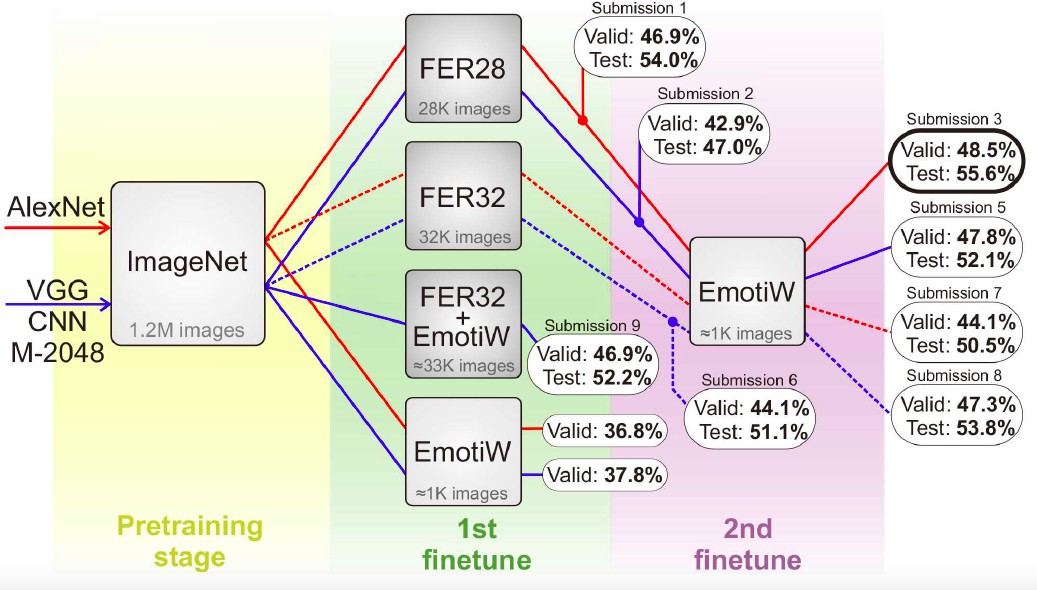 AlexNet
VGG
CNN
M-2048
ImageNet
1.2M images
Pretraining
stage
FER28
28K images
FER32
32K images
FER32
+
EmotiW
≈33K images
EmotiW
≈1K images
1st
finetune
Submission 1
Valid: 46.9%
Test: 54.0%
Submission 2
Valid: 42.9%
Test: 47.0%
Submission 9
Valid: 46.9%
Test: 52.2%
Valid: 36.8%
Valid: 37.8%
Submission 6
Valid: 44.1%
Test: 51.1%
EmotiW
≈1K images
2nd
finetune
Submission 3
Valid: 48.5%
Test: 55.6%
Submission 5
Valid: 47.8%
Test: 52.1%
Submission 7
Valid: 44.1%
Test: 50.5%
Submission 8
Valid: 47.3%
Test: 53.8%